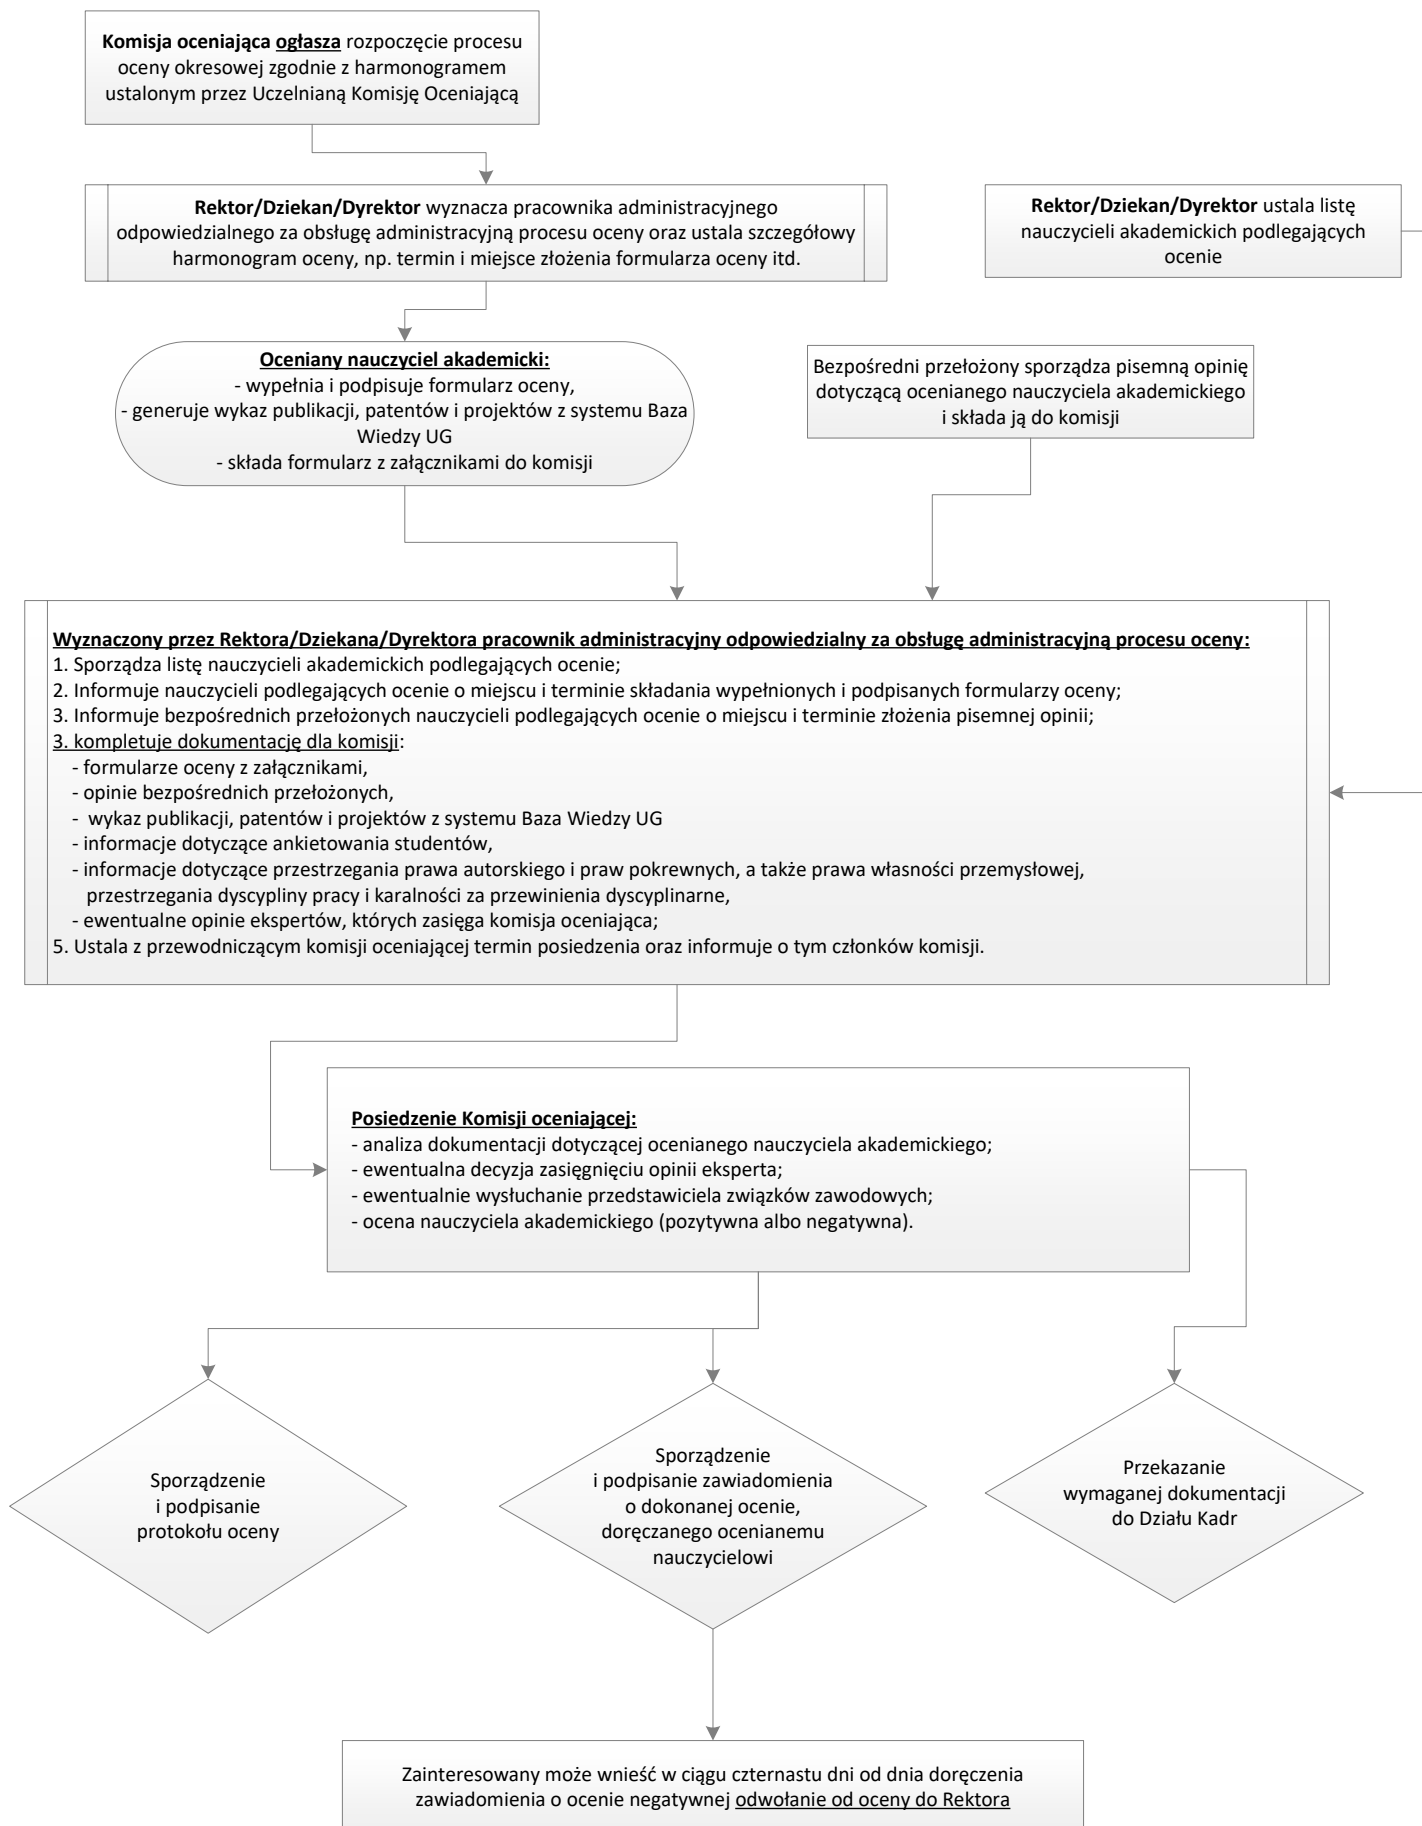 Komisja oceniająca ogłasza rozpoczęcie procesu
oceny okresowej zgodnie z harmonogramem
ustalonym przez Uczelnianą Komisję Oceniającą
Rektor/Dziekan/Dyrektor wyznacza pracownika administracyjnego
odpowiedzialnego za obsługę administracyjną procesu oceny oraz ustala szczegółowy
harmonogram oceny, np. termin i miejsce złożenia formularza oceny itd.
Rektor/Dziekan/Dyrektor ustala listę
nauczycieli akademickich podlegających
ocenie
Oceniany nauczyciel akademicki:
- wypełnia i podpisuje formularz oceny,
- generuje wykaz publikacji, patentów i projektów z systemu Baza
Wiedzy UG
- składa formularz z załącznikami do komisji
Bezpośredni przełożony sporządza pisemną opinię
dotyczącą ocenianego nauczyciela akademickiego
i składa ją do komisji
Wyznaczony przez Rektora/Dziekana/Dyrektora pracownik administracyjny odpowiedzialny za obsługę administracyjną procesu oceny:
1. Sporządza listę nauczycieli akademickich podlegających ocenie;
2. Informuje nauczycieli podlegających ocenie o miejscu i terminie składania wypełnionych i podpisanych formularzy oceny;
3. Informuje bezpośrednich przełożonych nauczycieli podlegających ocenie o miejscu i terminie złożenia pisemnej opinii;
3. kompletuje dokumentację dla komisji:
- formularze oceny z załącznikami,
- opinie bezpośrednich przełożonych,
- wykaz publikacji, patentów i projektów z systemu Baza Wiedzy UG
- informacje dotyczące ankietowania studentów,
- informacje dotyczące przestrzegania prawa autorskiego i praw pokrewnych, a także prawa własności przemysłowej,
przestrzegania dyscypliny pracy i karalności za przewinienia dyscyplinarne,
- ewentualne opinie ekspertów, których zasięga komisja oceniająca;
5. Ustala z przewodniczącym komisji oceniającej termin posiedzenia oraz informuje o tym członków komisji.
Posiedzenie Komisji oceniającej:
- analiza dokumentacji dotyczącej ocenianego nauczyciela akademickiego;
- ewentualna decyzja zasięgnięciu opinii eksperta;
- ewentualnie wysłuchanie przedstawiciela związków zawodowych;
- ocena nauczyciela akademickiego (pozytywna albo negatywna).
Sporządzenie
i podpisanie
protokołu oceny
Sporządzenie
i podpisanie zawiadomienia
o dokonanej ocenie,
doręczanego ocenianemu
nauczycielowi
Przekazanie
wymaganej dokumentacji
do Działu Kadr
Zainteresowany może wnieść w ciągu czternastu dni od dnia doręczenia
zawiadomienia o ocenie negatywnej odwołanie od oceny do Rektora